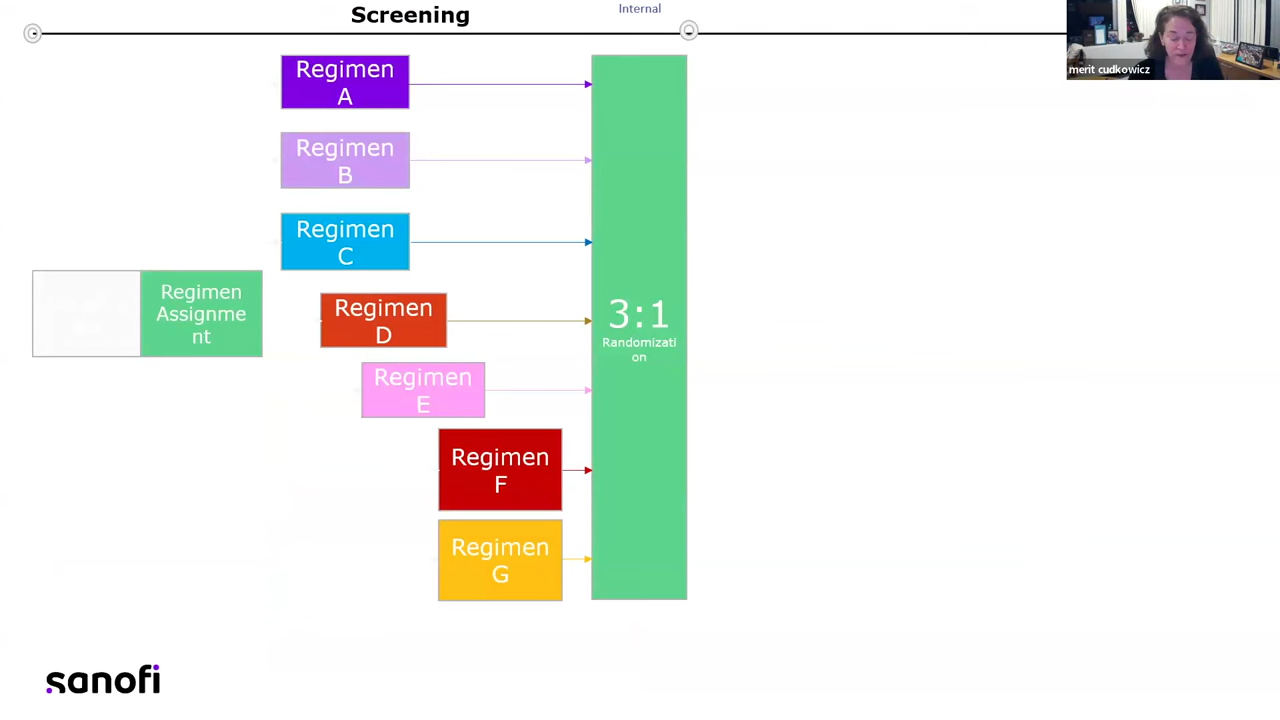 Screening
Internal
merit cudkowicz
Regimen
A
Regimen
B
Regimen
C
Regimen
Assignme
nt
Regimen
D
Regimen
E
Regimen
F
Regimen
G
3:1
Randomizati
on
sanofi